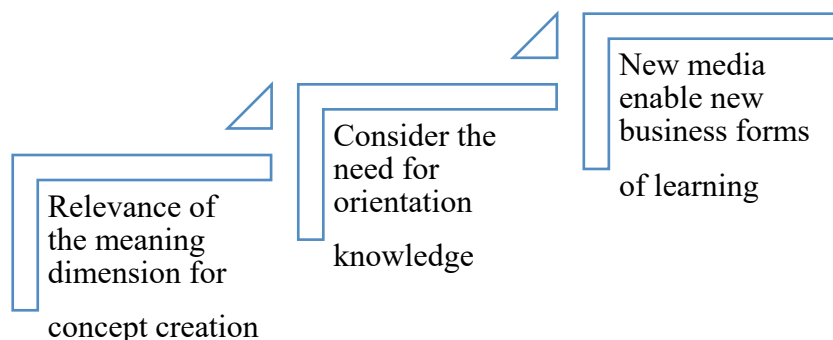 Relevance of
the meaning
dimension for
concept creation
Consider the
need for
orientation
knowledge
New media
enable new
business forms
of learning